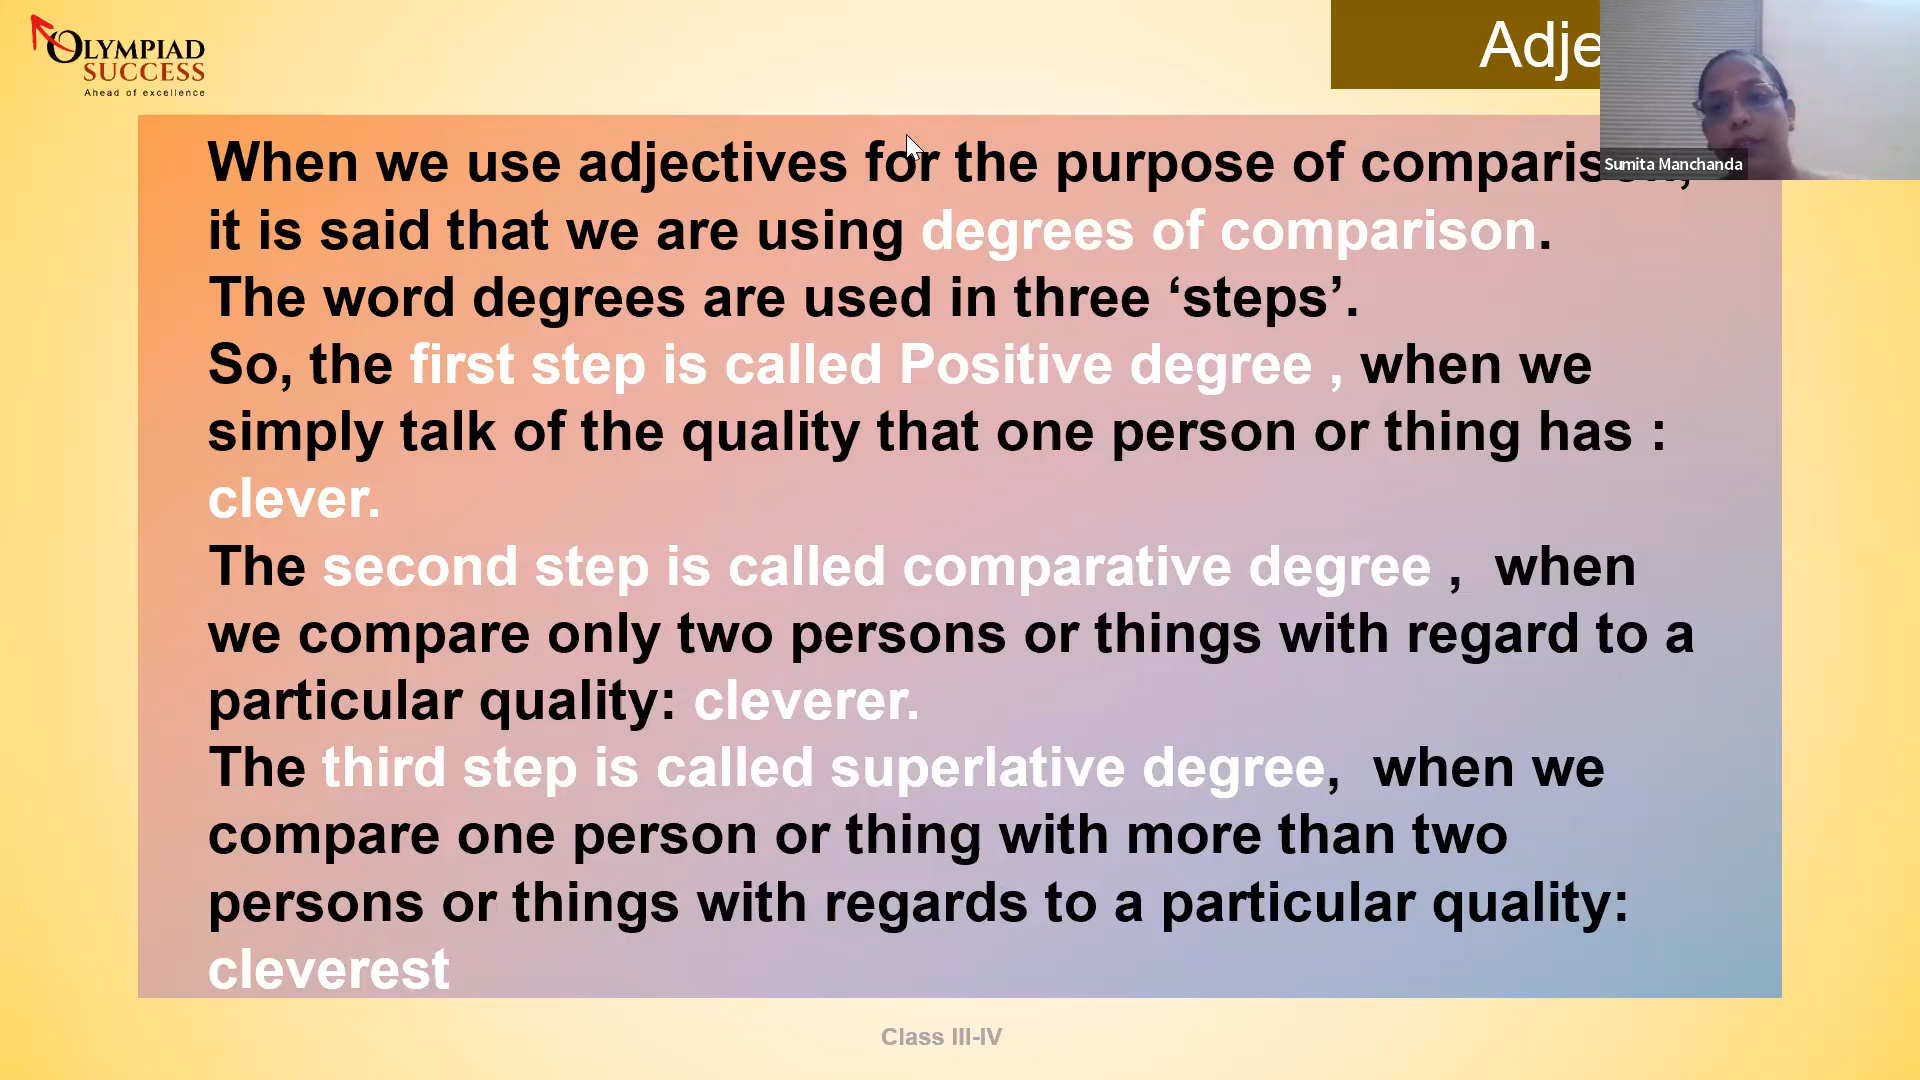 OLYMPIAD
SUCCESS
Ahead of excellence
Adje
Sumita Manchanda
When we use adjectives for the purpose of
it is said that we are using degrees of comparison.
The word degrees are used in three ‘steps’.
So, the first step is called Positive degree , when we
simply talk of the quality that one person or thing has :
clever.
The second step is called comparative degree , when
we compare only two persons or things with regard to a
particular quality: cleverer.
The third step is called superlative degree, when we
compare one person or thing with more than two
persons or things with regards to a particular quality:
cleverest
Class III-IV